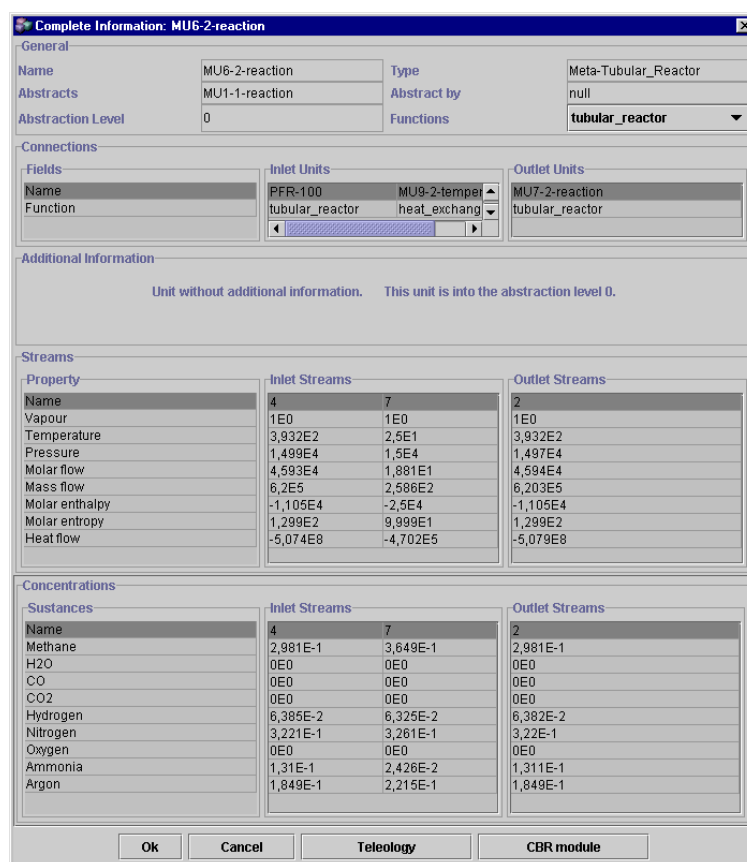 Complete Information: MU6-2-reaction
General
Name MU6-2-reaction Type Meta-Tubular_Reactor
Abstracts MU1-1-reaction Abstract by null
Abstraction Level 0 Functions tubular_reactor
Connections
Fields Inlet Units Outlet Units
Name PFR-100 MU9-2-temper MU7-2-reaction
Function tubular_reactor heat_exchang tubular_reactor
Additional Information
Unit without additional information. This unit is into the abstraction level 0.
Streams
Property Inlet Streams Outlet Streams
Name 4 7 2
Vapour 1E0 1E0 1E0
Temperature 3,932E2 2,5E1 3,932E2
Pressure 1,499E4 1,5E4 1,497E4
Molar flow 4,593E4 1,881E1 4,594E4
Mass flow 6,2E5 2,586E2 6,203E5
Molar enthalpy -1,105E4 -2,5E4 -1,105E4
Molar entropy 1,299E2 9,999E1 1,299E2
Heat flow -5,074E8 -4,702E5 -5,079E8
Concentrations
Sustances Inlet Streams Outlet Streams
Name 4 7 2
Methane 2,981E-1 3,649E-1 2,981E-1
H2O 0E0 0E0 0E0
CO 0E0 0E0 0E0
CO2 0E0 0E0 0E0
Hydrogen 6,385E-2 6,325E-2 6,382E-2
Nitrogen 3,221E-1 3,261E-1 3,22E-1
Oxygen 0E0 0E0 0E0
Ammonia 1,31E-1 2,426E-2 1,311E-1
Argon 1,849E-1 2,215E-1 1,849E-1
Ok Cancel Teleology CBR module